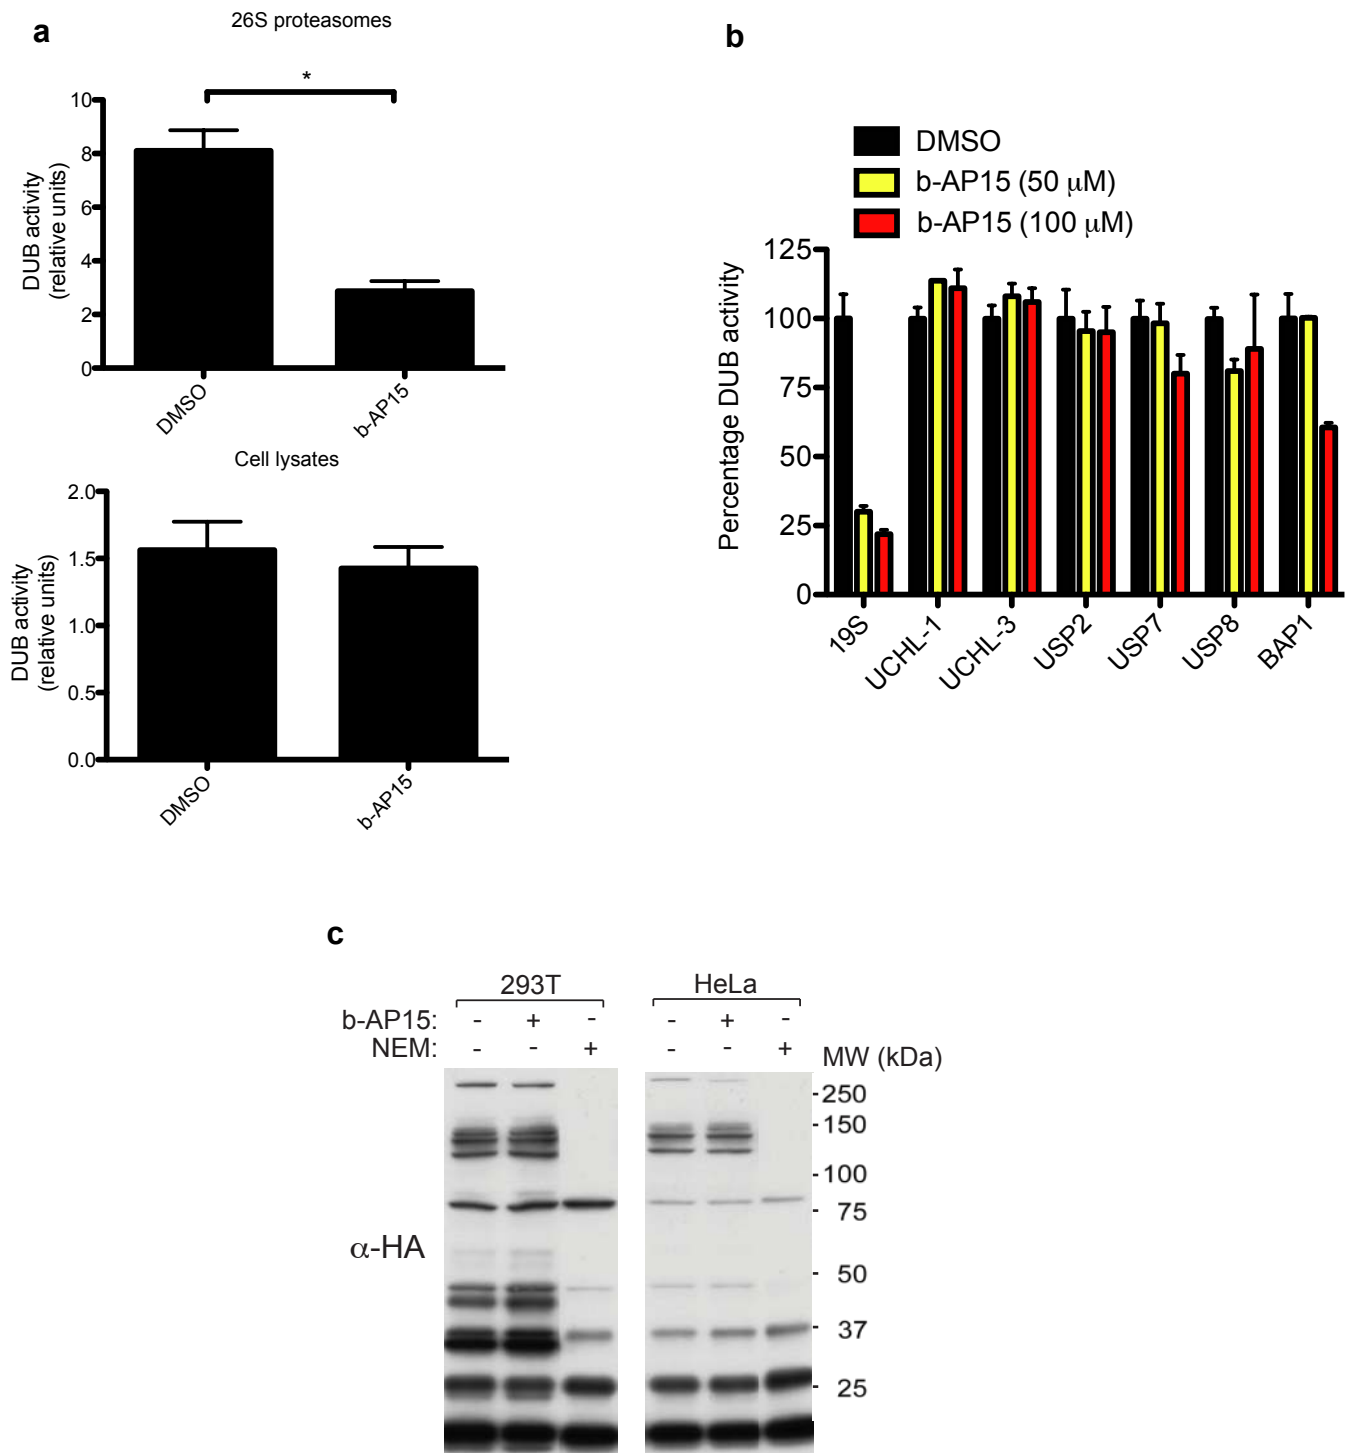 a
26S proteasomes
*
10
8
6
4
2
0
DUB activity
(relative units)
DMSO
b-AP15
Cell lysates
2.0
1.5
1.0
0.5
0.0
DUB activity
(relative units)
DMSO
b-AP15
b
DMSO
b-AP15 (50 μM)
b-AP15 (100 μM)
125
100
75
50
25
0
Percentage DUB activity
19S
UCHL-1
UCHL-3
USP2
USP7
USP8
BAP1
c
293T HeLa
b-AP15: - + - - + -
NEM: - - + - - + MW (kDa)
-250
-150
-100
-75
-50
-37
-25
α-HA